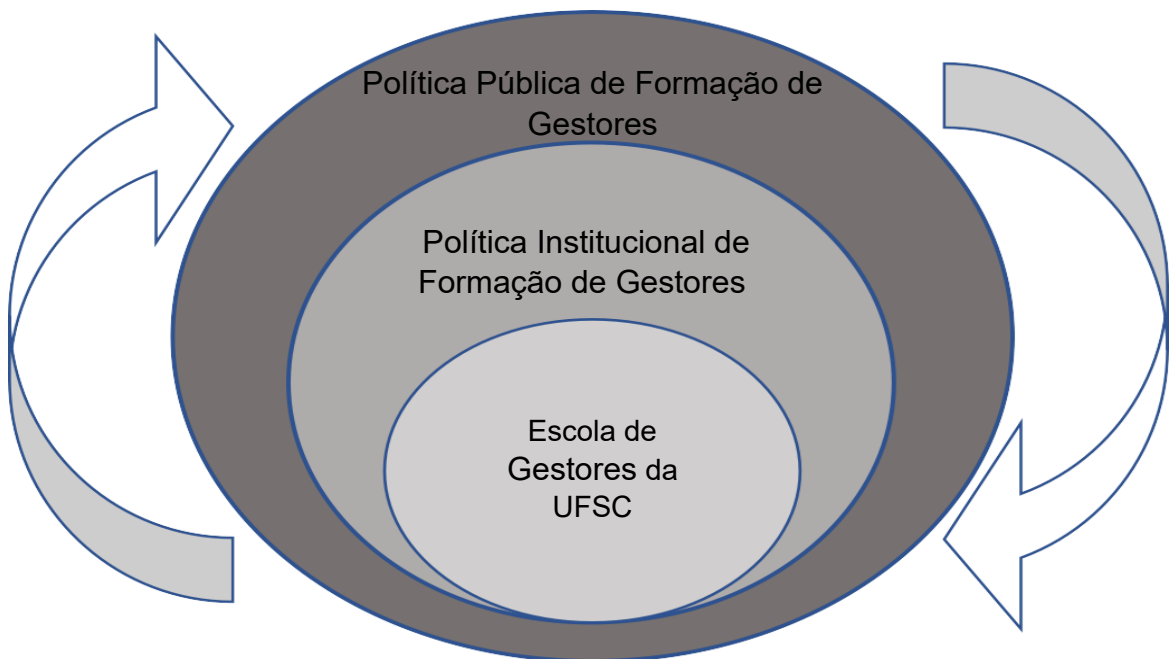 Política Pública de Formação de
Gestores
Política Institucional de
Formação de Gestores
Escola de
Gestores da
UFSC